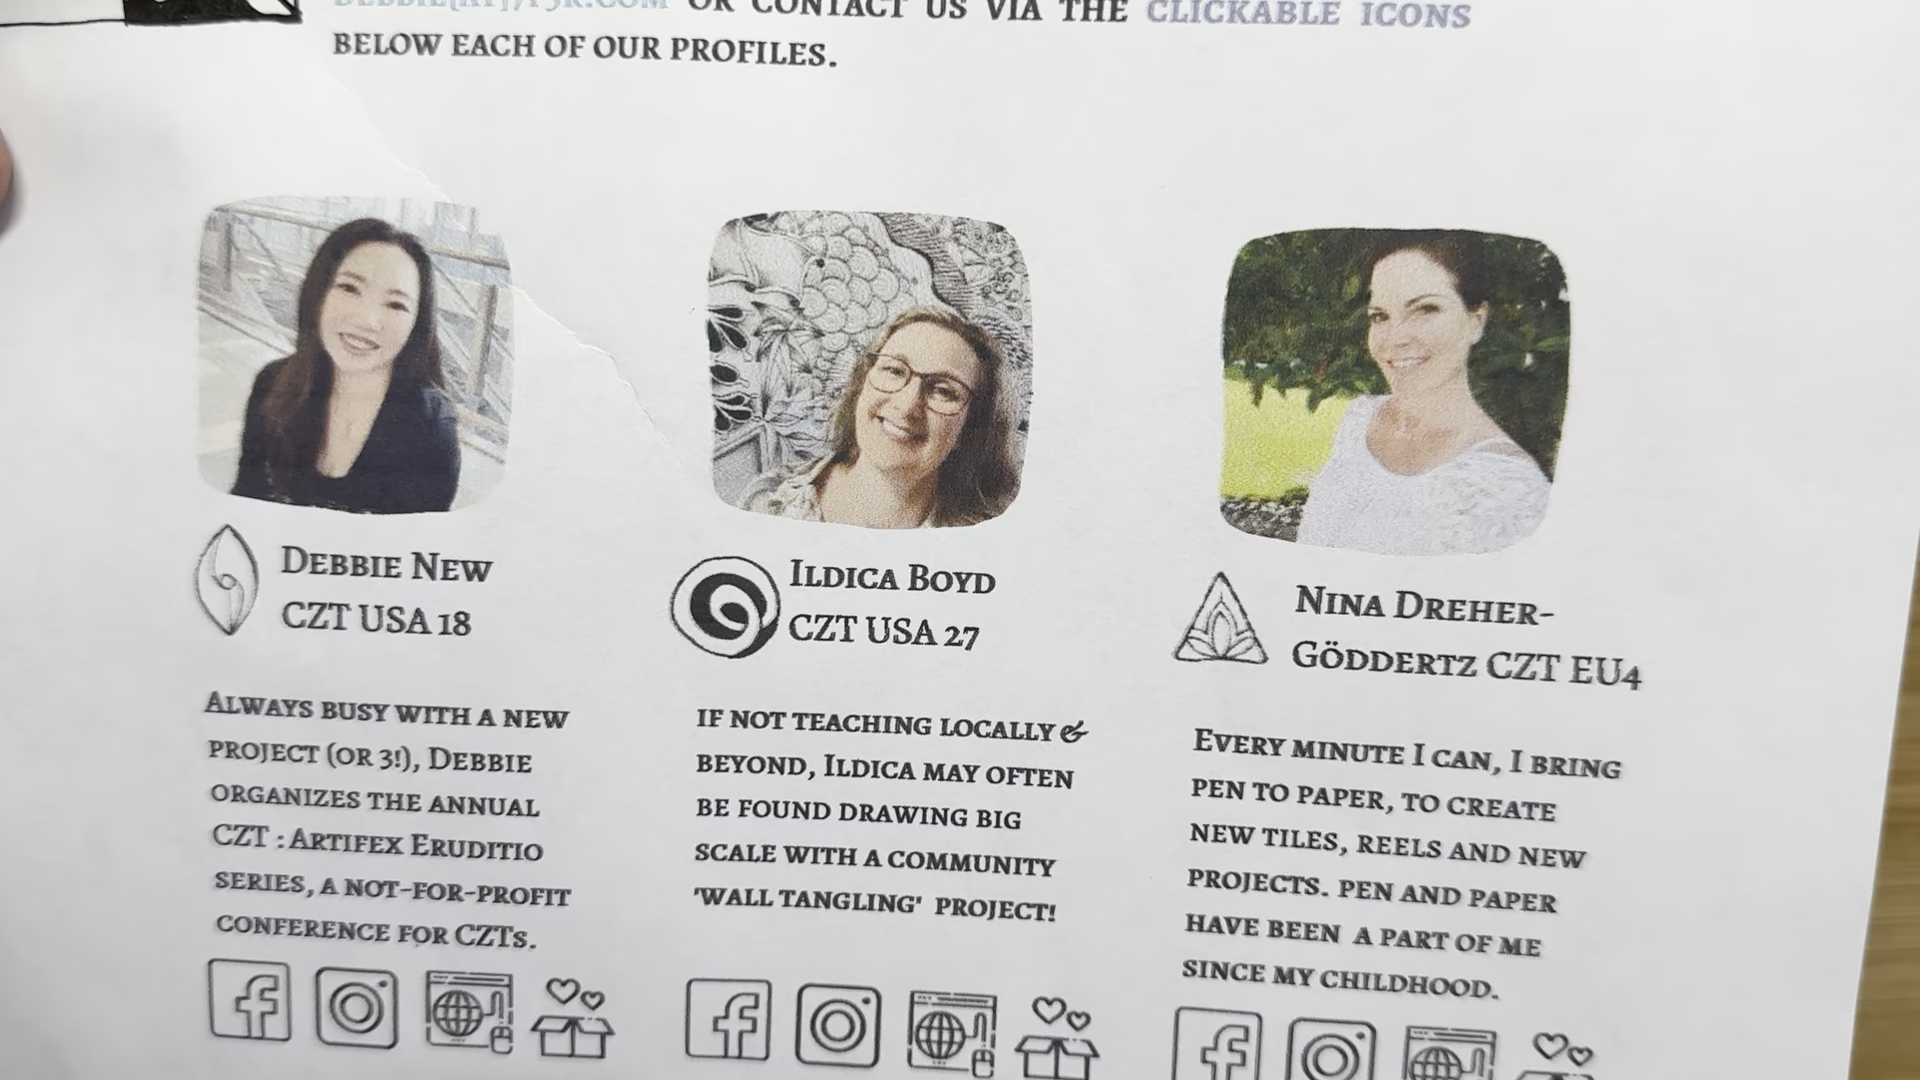 OR CONTACT US VIA THE CLICKABLE ICONS
BELOW EACH OF OUR PROFILES.
DEBBIE NEW
CZT USA 18
ALWAYS BUSY WITH A NEW
PROJECT (OR 3!), DEBBIE
ORGANIZES THE ANNUAL
CZT : ARTIFEX ERUDITIO
SERIES, A NOT-FOR-PROFIT
CONFERENCE FOR CZTS.
ILDICA BOYD
CZT USA 27
IF NOT TEACHING LOCALLY &
BEYOND, ILDICA MAY OFTEN
BE FOUND DRAWING BIG
SCALE WITH A COMMUNITY
'WALL TANGLING' PROJECT!
NINA DREHER-
GÖDDERTZ CZT EU4
EVERY MINUTE I CAN, I BRING
PEN TO PAPER, TO CREATE
NEW TILES, REELS AND NEW
PROJECTS. PEN AND PAPER
HAVE BEEN A PART OF ME
SINCE MY CHILDHOOD.